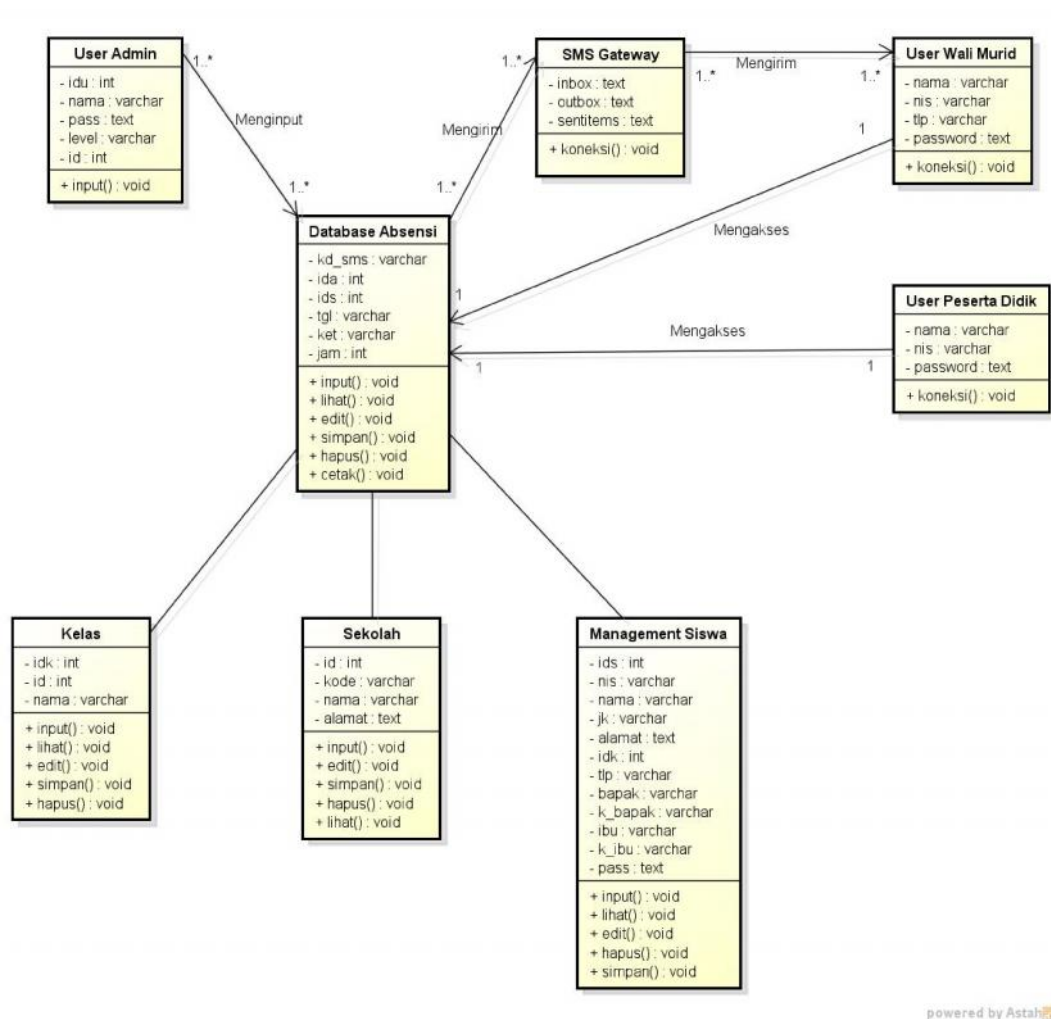 User Admin
- idu : int
- nama : varchar
- pass : text
- level : varchar
- id : int
+ input() : void
1..*
Menginput
1..*
SMS Gateway
- inbox : text
- outbox : text
- sentitems : text
+ koneksi() : void
1..*
Mengirim
1..*
Mengirim
1..*
1..*
User Wali Murid
- nama : varchar
- nis : varchar
- tlp : varchar
- password : text
+ koneksi() : void
1
Mengakses
1
Database Absensi
- kd_sms : varchar
- ida : int
- ids : int
- tgl : varchar
- ket : varchar
- jam : int
+ input() : void
+ lihat() : void
+ edit() : void
+ simpan() : void
+ hapus() : void
+ cetak() : void
User Peserta Didik
- nama : varchar
- nis : varchar
- password : text
+ koneksi() : void
Mengakses
1
1
Kelas
- idk : int
- id : int
- nama : varchar
+ input() : void
+ lihat() : void
+ edit() : void
+ simpan() : void
+ hapus() : void
Sekolah
- id : int
- kode : varchar
- nama : varchar
- alamat : text
+ input() : void
+ edit() : void
+ simpan() : void
+ hapus() : void
+ lihat() : void
Management Siswa
- ids : int
- nis : varchar
- nama : varchar
- jk : varchar
- alamat : text
- idk : int
- tlp : varchar
- bapak : varchar
- k_bapak : varchar
- ibu : varchar
- k_ibu : varchar
- pass : text
+ input() : void
+ lihat() : void
+ edit() : void
+ hapus() : void
+ simpan() : void
powered by Astah